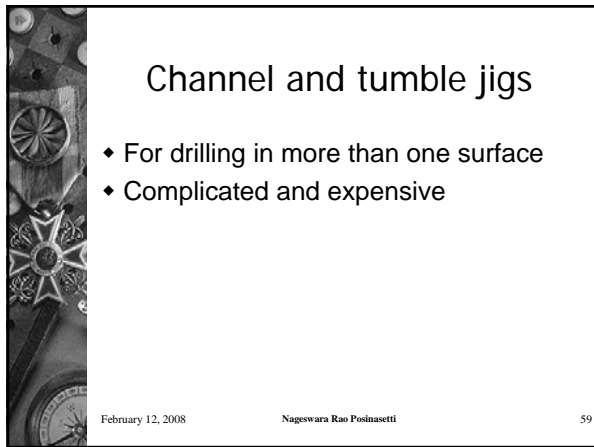 Channel and tumble jigs
◆ For drilling in more than one surface
◆ Complicated and expensive
February 12, 2008 Nageswara Rao Posinasetti 59